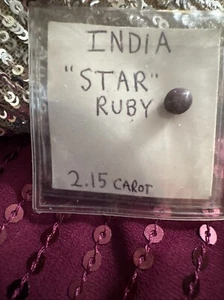 INDIA
"STAR"
RUBY
2.15 CAROT